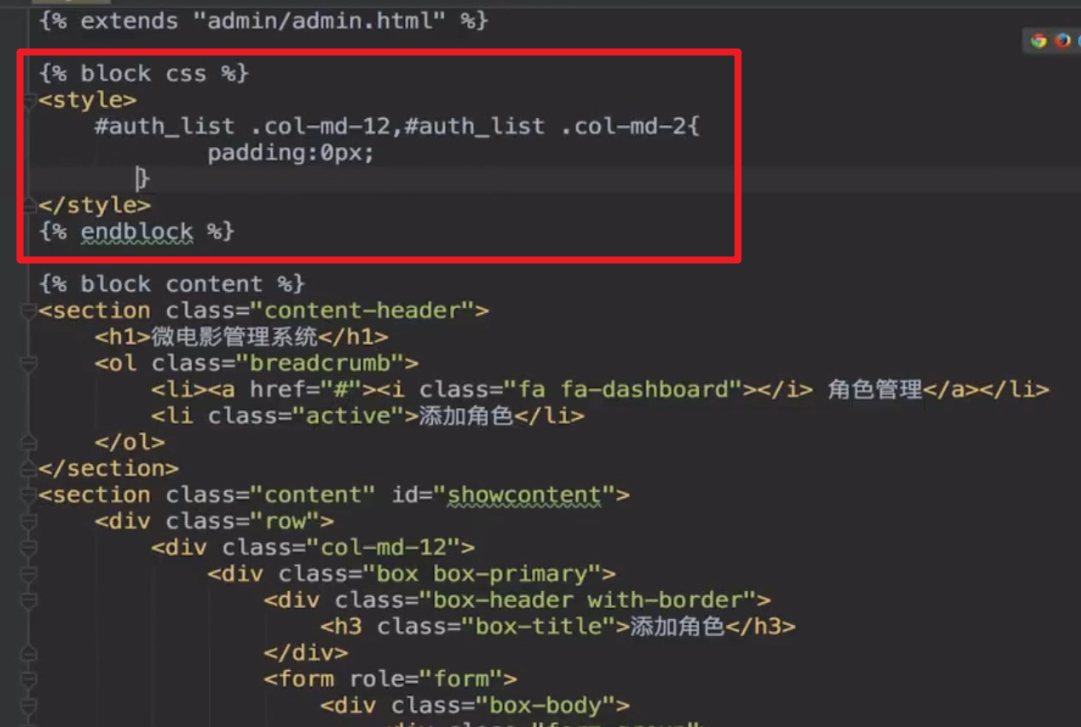 {% extends "admin/admin.html" %}
{% block css %}
<style>
#auth_list .col-md-12,#auth_list .col-md-2{
padding:0px;
}
</style>
{% endblock %}
{% block content %}
<section class="content-header">
<h1>微电影管理系统</h1>
<ol class="breadcrumb">
<li><a href="#"><i class="fa fa-dashboard"></i> 角色管理</a></li>
<li class="active">添加角色</li>
</ol>
</section>
<section class="content" id="showcontent">
<div class="row">
<div class="col-md-12">
<div class="box box-primary">
<div class="box-header with-border">
<h3 class="box-title">添加角色</h3>
</div>
<form role="form">
<div class="box-body">